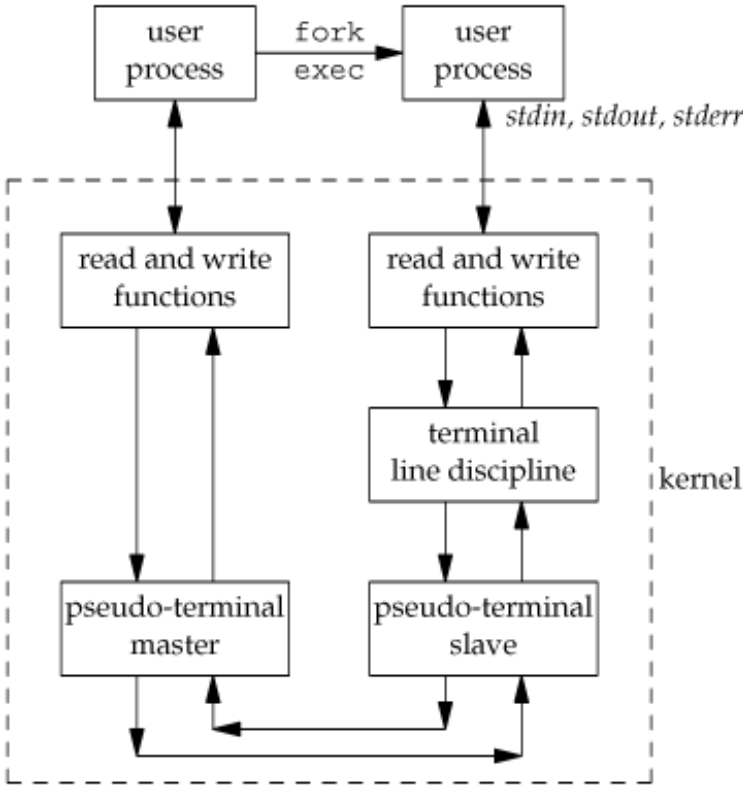 user
process
fork
exec
user
process
stdin, stdout, stderr
read and write
functions
read and write
functions
terminal
line discipline
kernel
pseudo-terminal
master
pseudo-terminal
slave